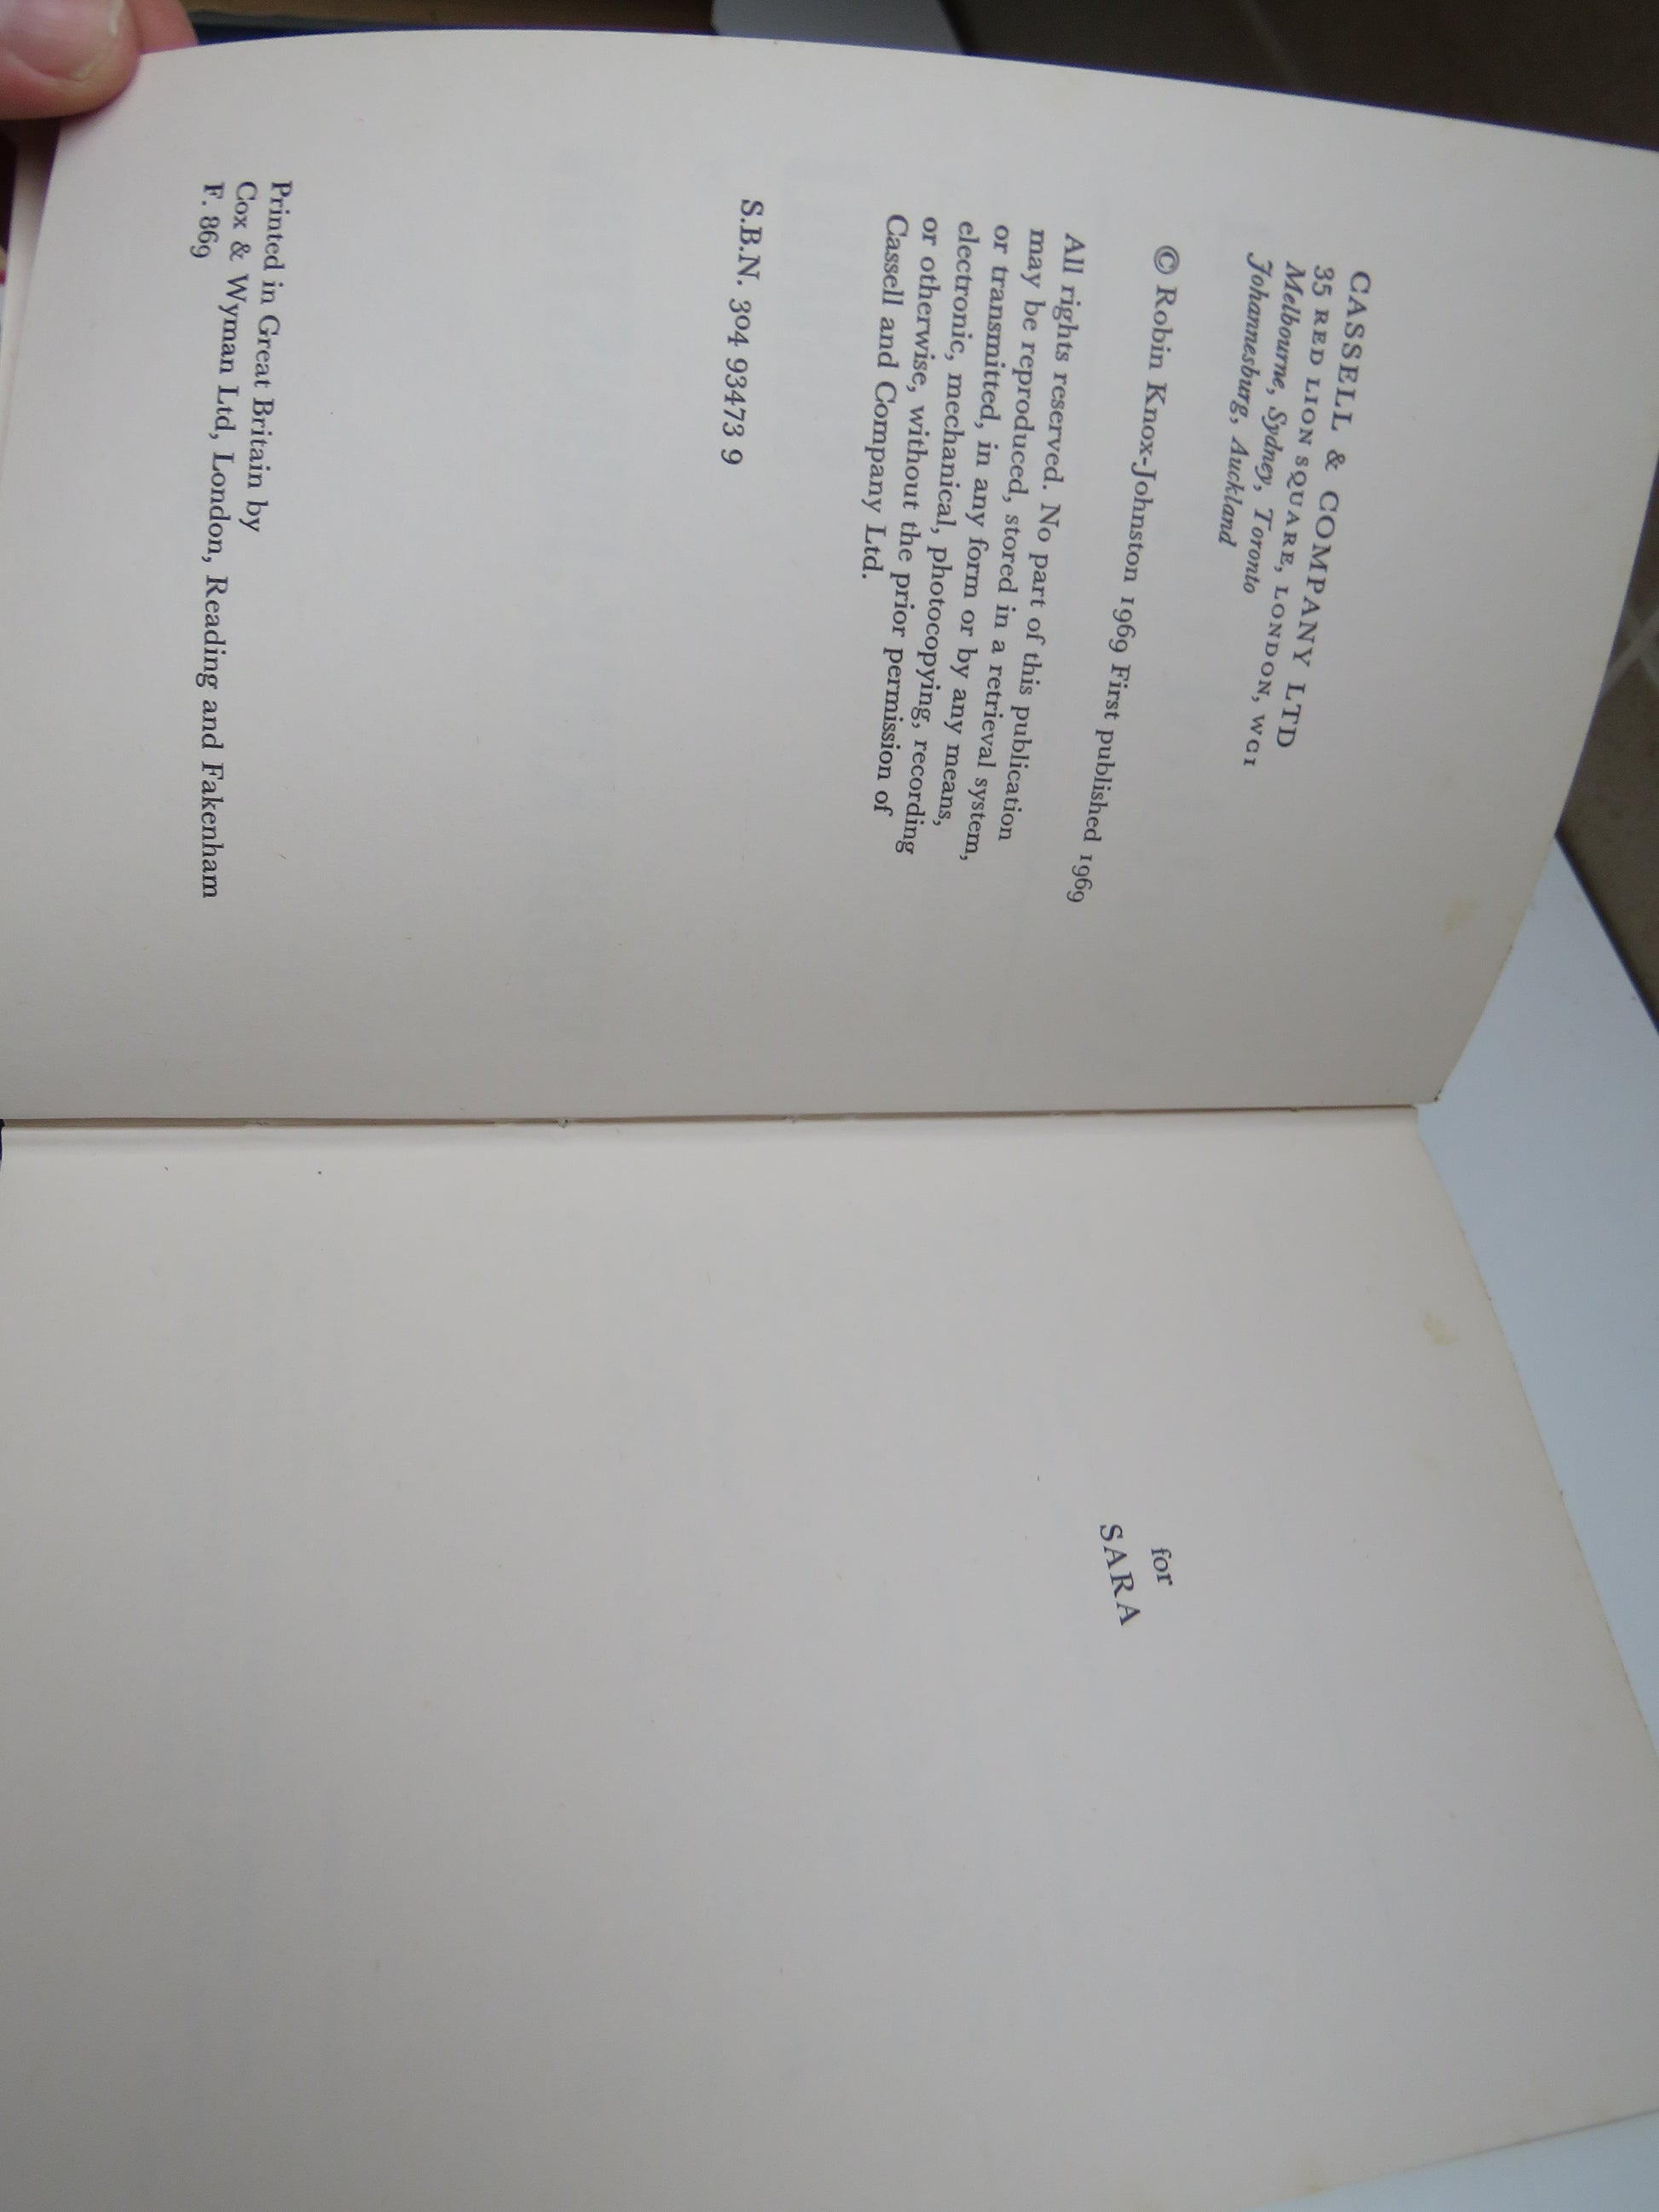 CASSELL & COMPANY LTD
35 RED LION SQUARE, LONDON, WC1
Melbourne, Sydney, Toronto
Johannesburg, Auckland
© Robin Knox-Johnston 1969 First published 1969
All rights reserved. No part of this publication
may be reproduced, stored in a retrieval system,
or transmitted, in any form or by any means,
electronic, mechanical, photocopying, recording
or otherwise, without the prior permission of
Cassell and Company Ltd.
S.B.N. 304 93473 9
Printed in Great Britain by
Cox & Wyman Ltd, London, Reading and Fakenham
F. 869
for
SARA